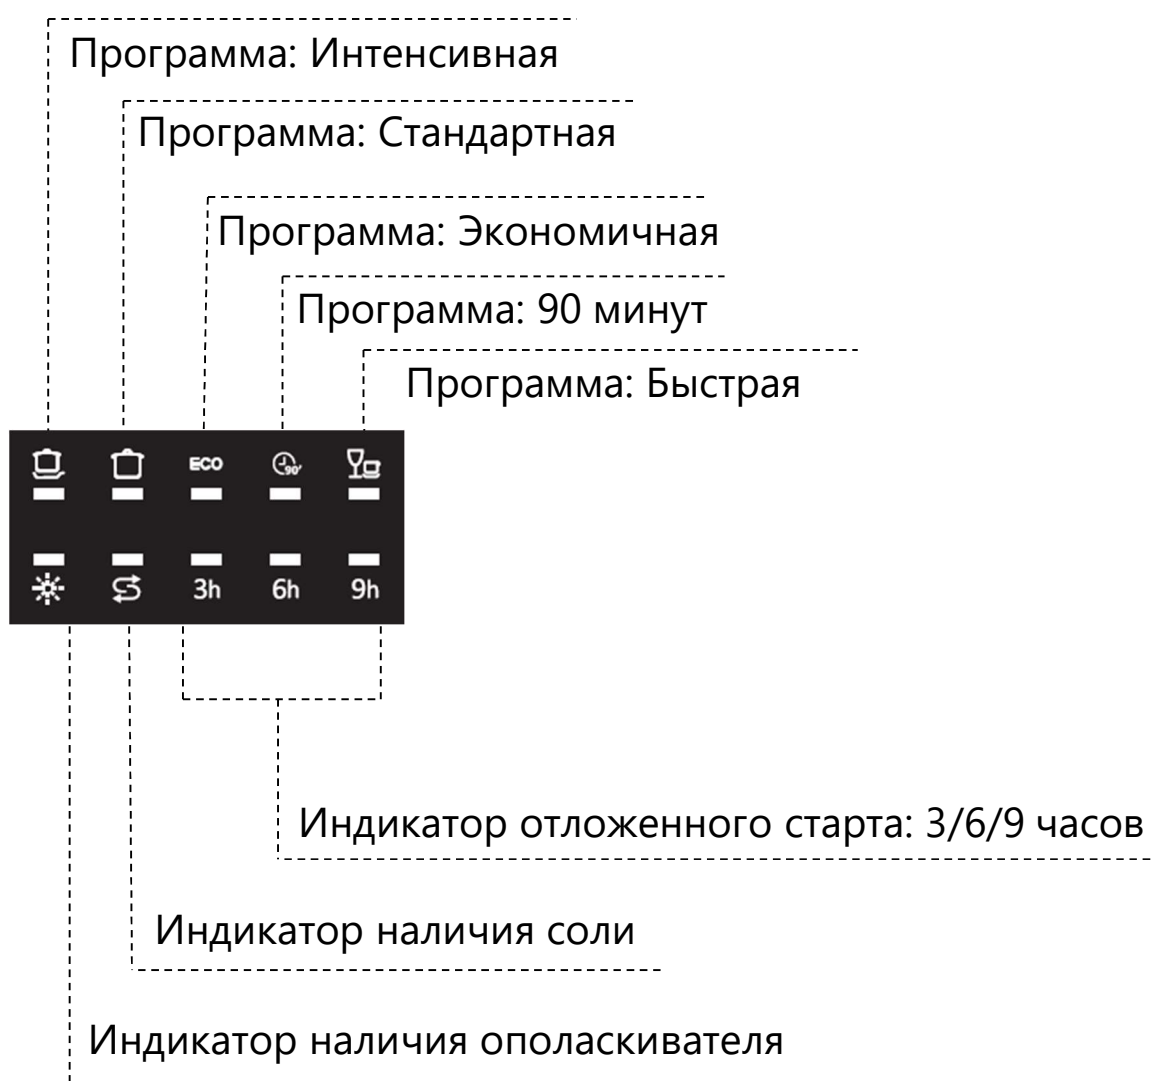 Программа: Интенсивная
Программа: Стандартная
Программа: Экономичная
Программа: 90 минут
Программа: Быстрая
ECO 90'
3h 6h 9h
Индикатор отложенного старта: 3/6/9 часов
Индикатор наличия соли
Индикатор наличия ополаскивателя